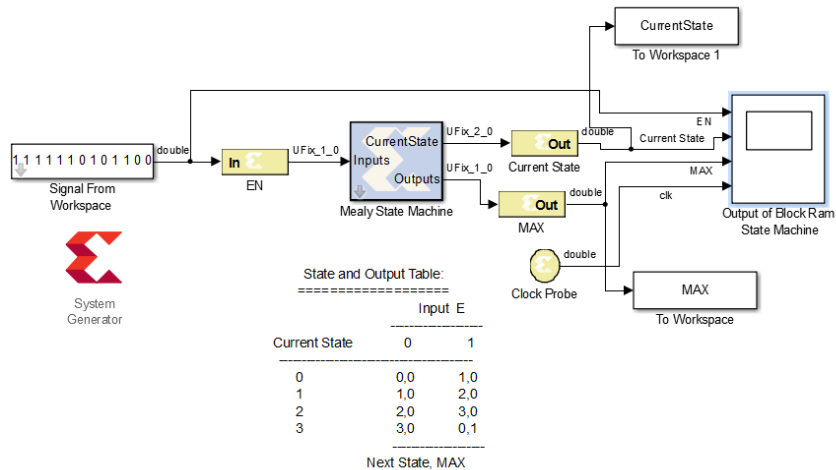 CurrentState
To Workspace 1
EN
Current State
MAX
clk
Output of Block Ram
State Machine
1 1 1 1 1 1 0 1 0 1 1 0 0
Signal From
Workspace
double
In
EN
UFix_1_0
CurrentState
Inputs
Outputs
Mealy State Machine
UFix_2_0
UFix_1_0
Out
double
Current State
Out
double
MAX
double
Clock Probe
MAX
To Workspace
System
Generator
State and Output Table:
===================
Input E
--------------------
Current State 0 1
------------------------------------------
0 0,0 1,0
1 1,0 2,0
2 2,0 3,0
3 3,0 0,1
--------------------
Next State, MAX